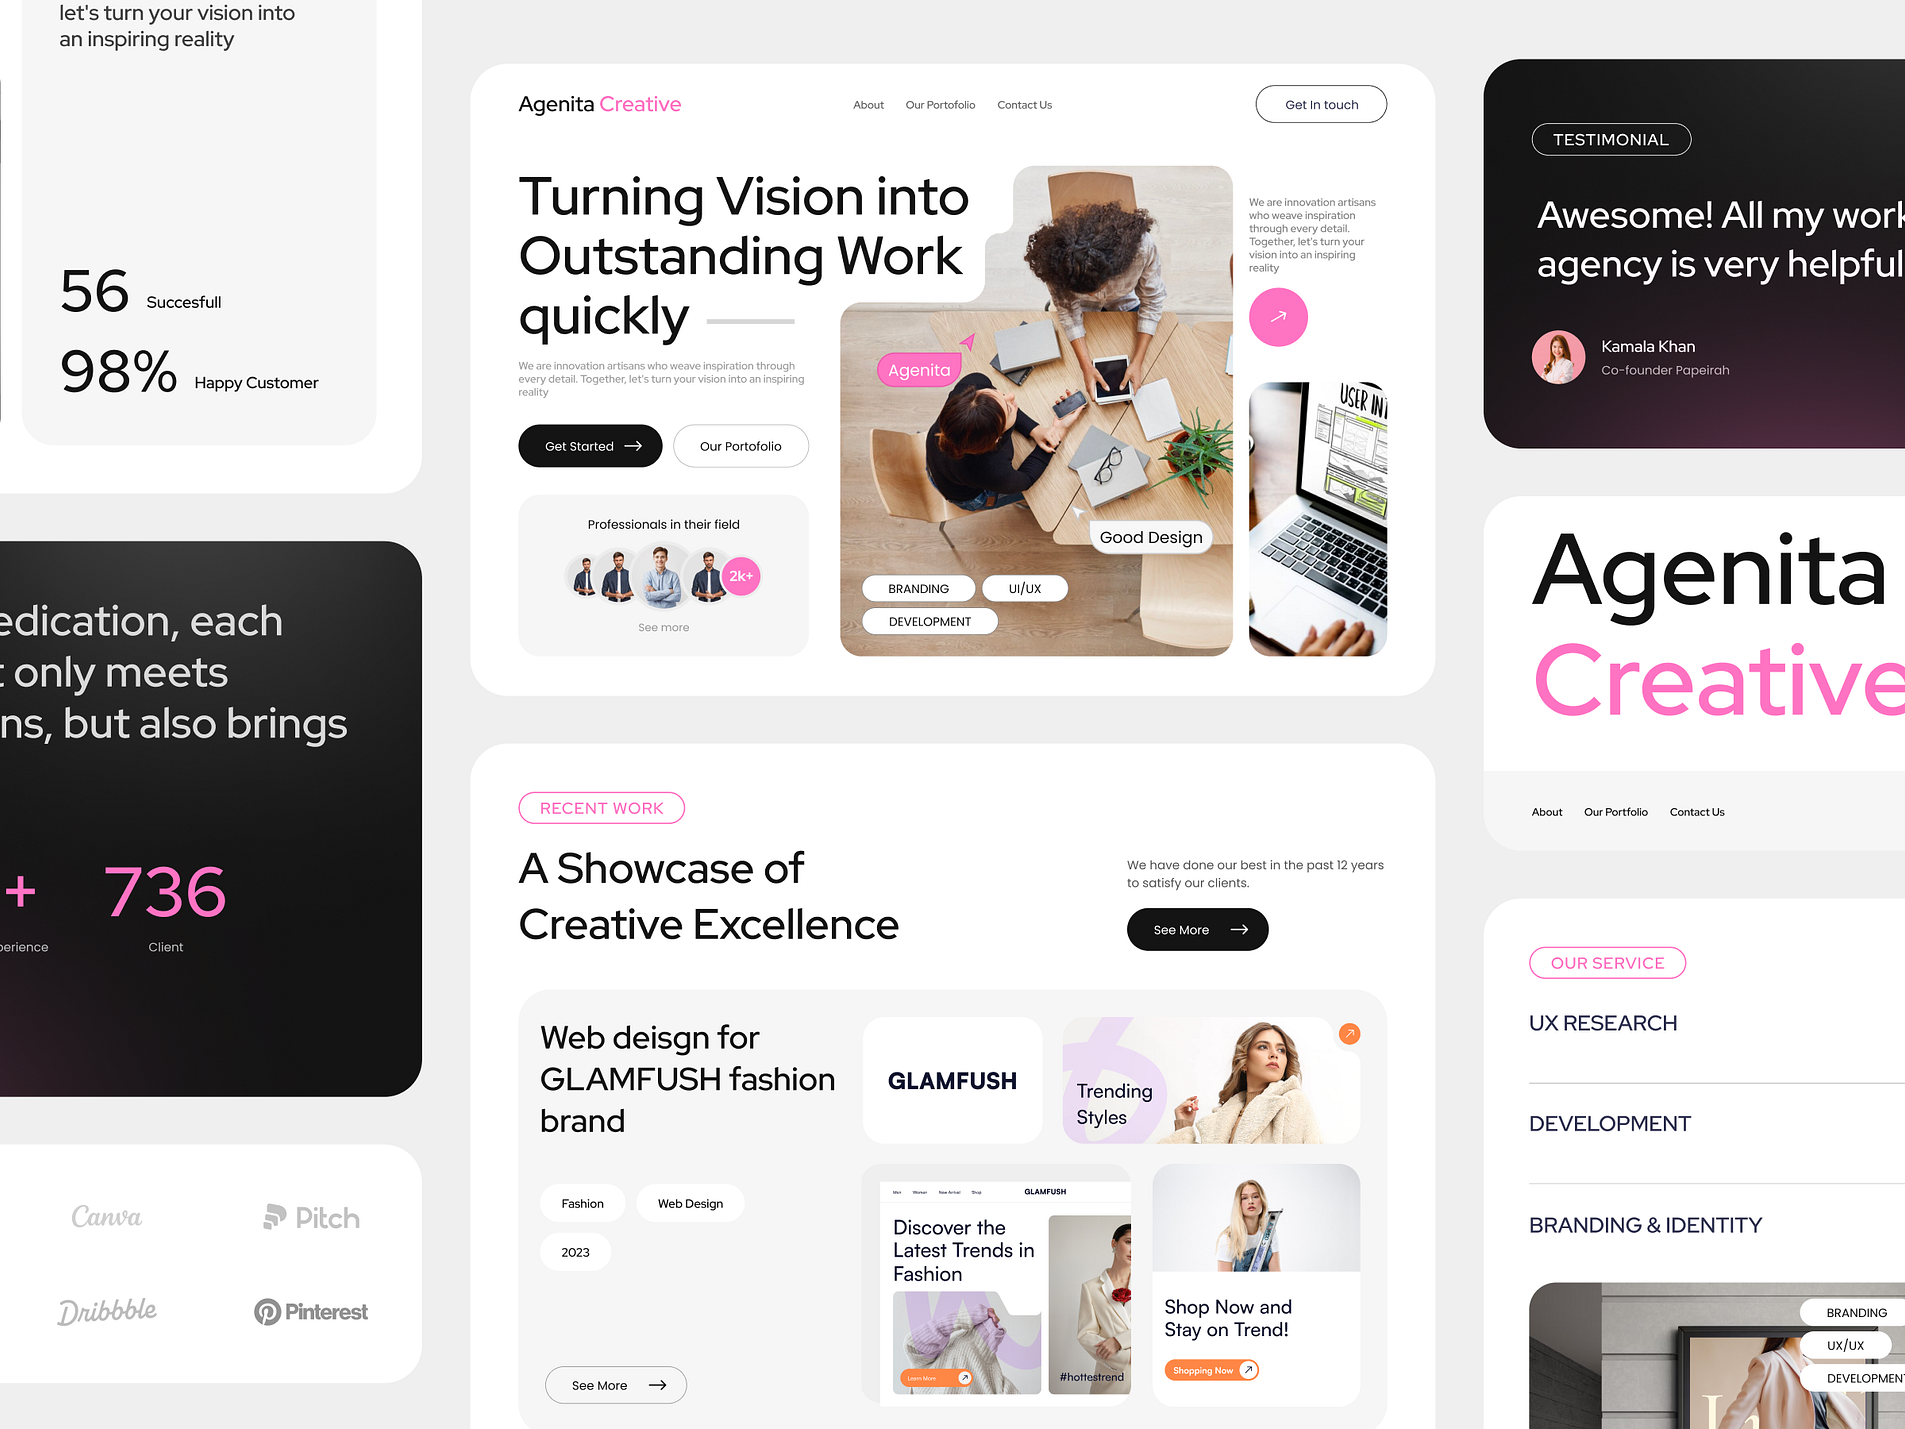 let's turn your vision into
an inspiring reality
56 Succesfull
98% Happy Customer
edication, each
t only meets
ns, but also brings
+ 736
perience Client
Canva Pitch
Dribbble Pinterest
Agenita Creative
About Our Portofolio Contact Us
Get In touch
Turning Vision into
Outstanding Work
quickly
We are innovation artisans who weave inspiration through
every detail. Together, let's turn your vision into an inspiring
reality
Get Started
Our Portofolio
Professionals in their field
2k+
See more
Agenita
Good Design
BRANDING
UI/UX
DEVELOPMENT
We are innovation artisans
who weave inspiration
through every detail.
Together, let's turn your
vision into an inspiring
reality
USER INT
RECENT WORK
A Showcase of
Creative Excellence
We have done our best in the past 12 years
to satisfy our clients.
See More
Web deisgn for
GLAMFUSH fashion
brand
Fashion
Web Design
2023
See More
GLAMFUSH
Trending
Styles
Men Women New Arrival Shop GLAMFUSH
Discover the
Latest Trends in
Fashion
Learn More
#hottestrend
Shop Now and
Stay on Trend!
Shopping Now
TESTIMONIAL
Awesome! All my work
agency is very helpful
Kamala Khan
Co-founder Papeirah
Agenita
Creative
About Our Portfolio Contact Us
OUR SERVICE
UX RESEARCH
DEVELOPMENT
BRANDING & IDENTITY
BRANDING
UX/UX
DEVELOPMENT